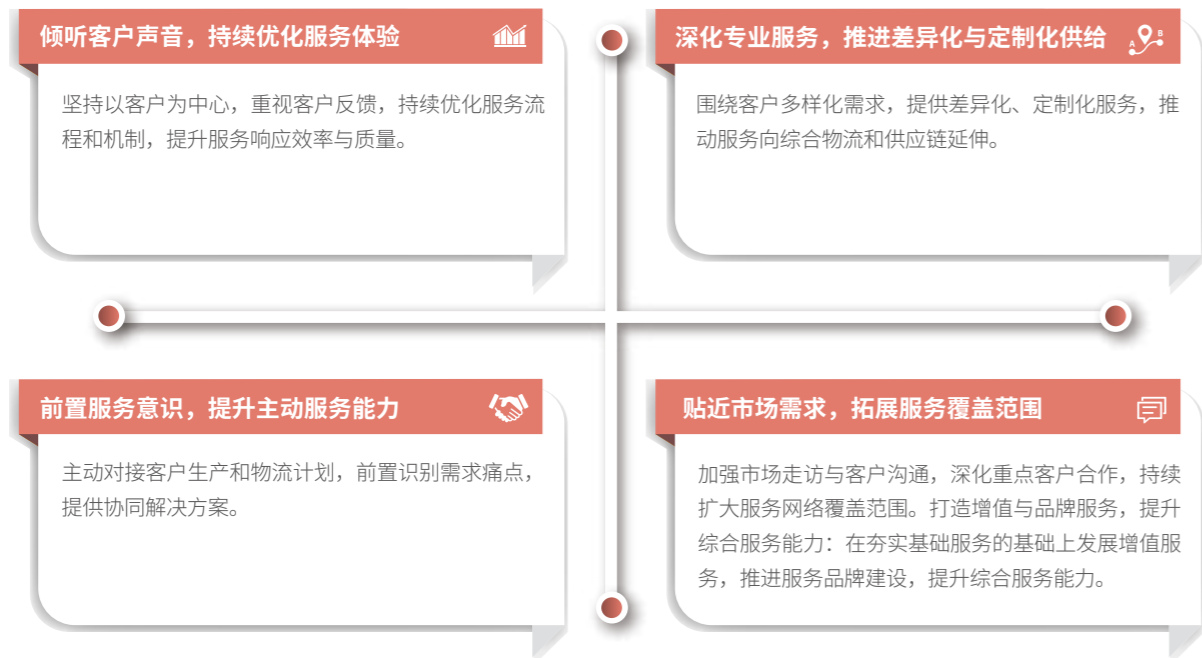 倾听客户声音，持续优化服务体验
坚持以客户为中心，重视客户反馈，持续优化服务流
程和机制，提升服务响应效率与质量。
深化专业服务，推进差异化与定制化供给
A
B
围绕客户多样化需求，提供差异化、定制化服务，推
动服务向综合物流和供应链延伸。
前置服务意识，提升主动服务能力
主动对接客户生产和物流计划，前置识别需求痛点，
提供协同解决方案。
贴近市场需求，拓展服务覆盖范围
加强市场走访与客户沟通，深化重点客户合作，持续
扩大服务网络覆盖范围。打造增值与品牌服务，提升
综合服务能力：在夯实基础服务的基础上发展增值服
务，推进服务品牌建设，提升综合服务能力。